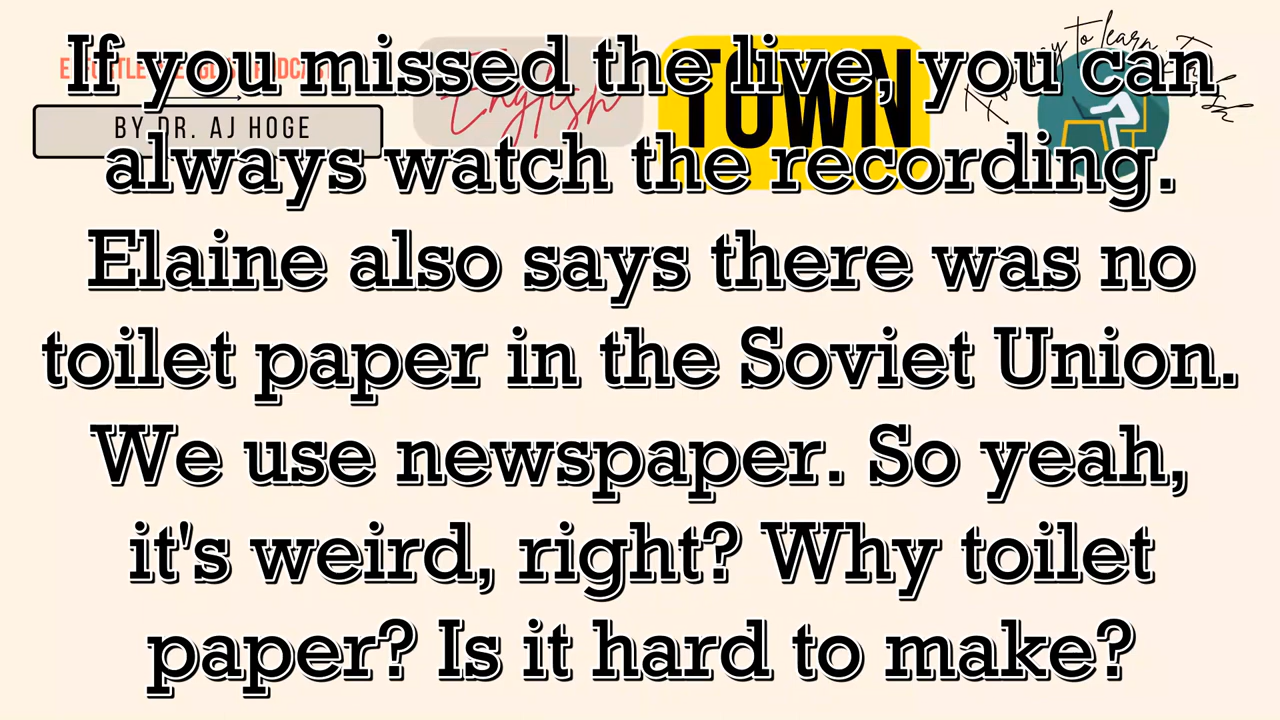 If you missed the live, you can
always watch the recording.
Elaine also says there was no
toilet paper in the Soviet Union.
We use newspaper. So yeah,
it's weird, right? Why toilet
paper? Is it hard to make?
BY DR. AJ HOGE
English
TOWN
to learn